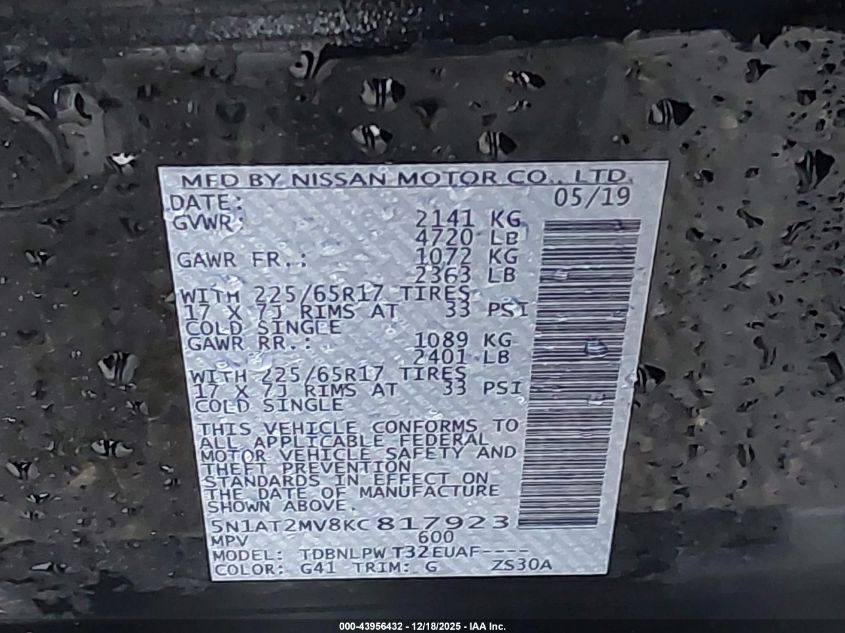 MFD BY NISSAN MOTOR CO., LTD.
DATE: 05/19
GVWR: 2141 KG
4720 LB
GAWR FR.: 1072 KG
2363 LB
WITH 225/65R17 TIRES
17 X 7J RIMS AT 33 PSI
COLD SINGLE
GAWR RR.: 1089 KG
2401 LB
WITH 225/65R17 TIRES
17 X 7J RIMS AT 33 PSI
COLD SINGLE
THIS VEHICLE CONFORMS TO
ALL APPLICABLE FEDERAL
MOTOR VEHICLE SAFETY AND
THEFT PREVENTION
STANDARDS IN EFFECT ON
THE DATE OF MANUFACTURE
SHOWN ABOVE.
5N1AT2MV8KC817923
MPV 600
MODEL: TDBNLPW T32EUAF----
COLOR: G41 TRIM: G ZS30A
000-43956432 - 12/18/2025 - IAA Inc.